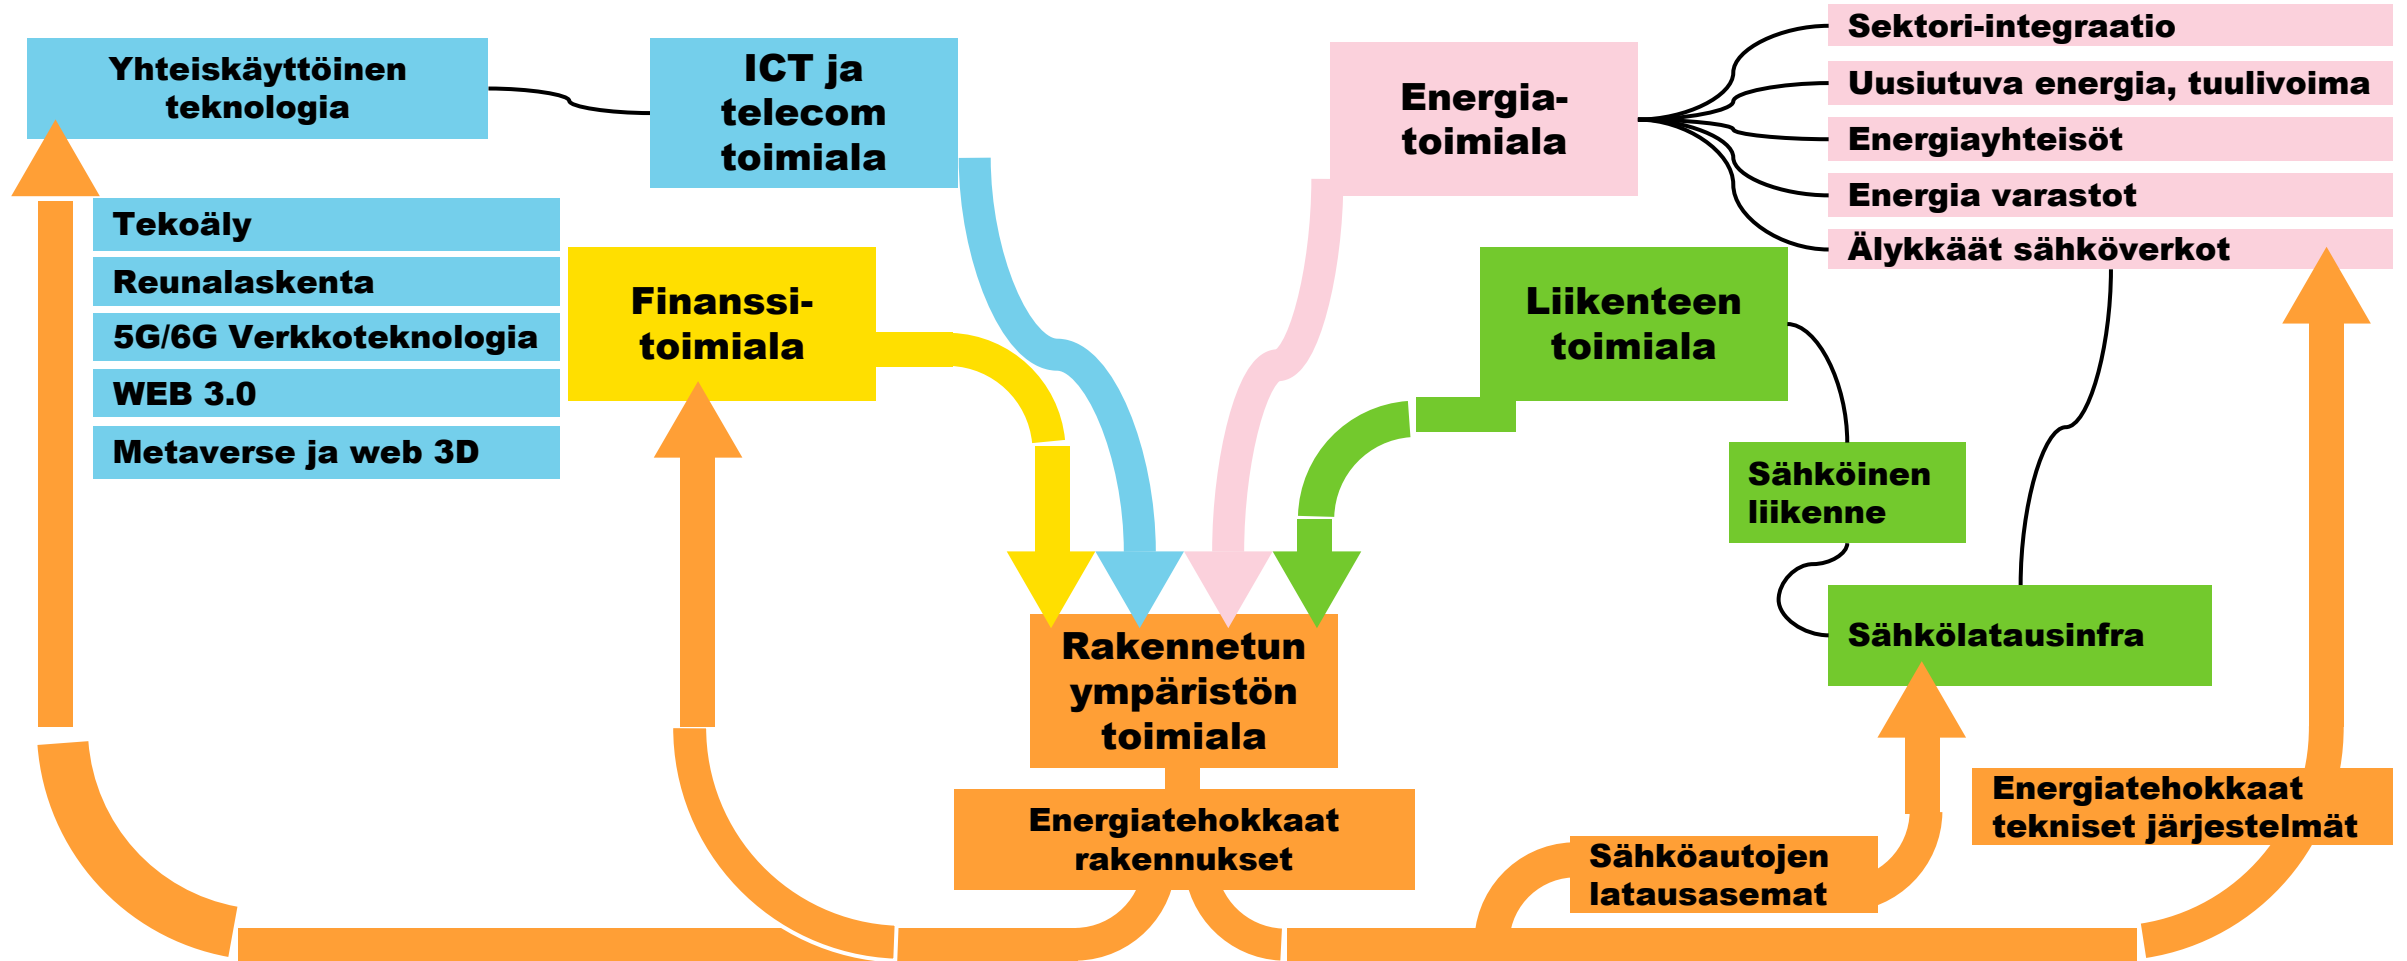 Yhteiskäyttöinen
teknologia
ICT ja
telecom
toimiala
Tekoäly
Reunalaskenta
5G/6G Verkkoteknologia
WEB 3.0
Metaverse ja web 3D
Finanssi-
toimiala
Energia-
toimiala
Sektori-integraatio
Uusiutuva energia, tuulivoima
Energiayhteisöt
Energia varastot
Älykkäät sähköverkot
Liikenteen
toimiala
Sähköinen
liikenne
Sähkölatausinfra
Rakennetun
ympäristön
toimiala
Energiatehokkaat
rakennukset
Sähköautojen
latausasemat
Energiatehokkaat
tekniset järjestelmät